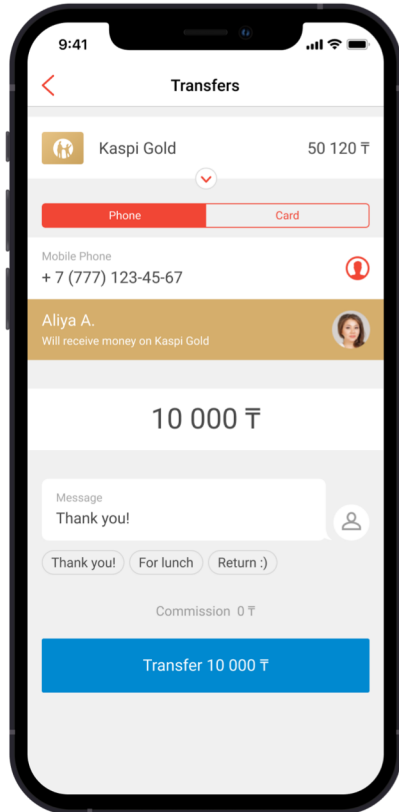 9:41
Transfers
Kaspi Gold 50 120 ₸
Phone Card
Mobile Phone
+ 7 (777) 123-45-67
Aliya A.
Will receive money on Kaspi Gold
10 000 ₸
Message
Thank you!
Thank you! For lunch Return :)
Commission 0 ₸
Transfer 10 000 ₸